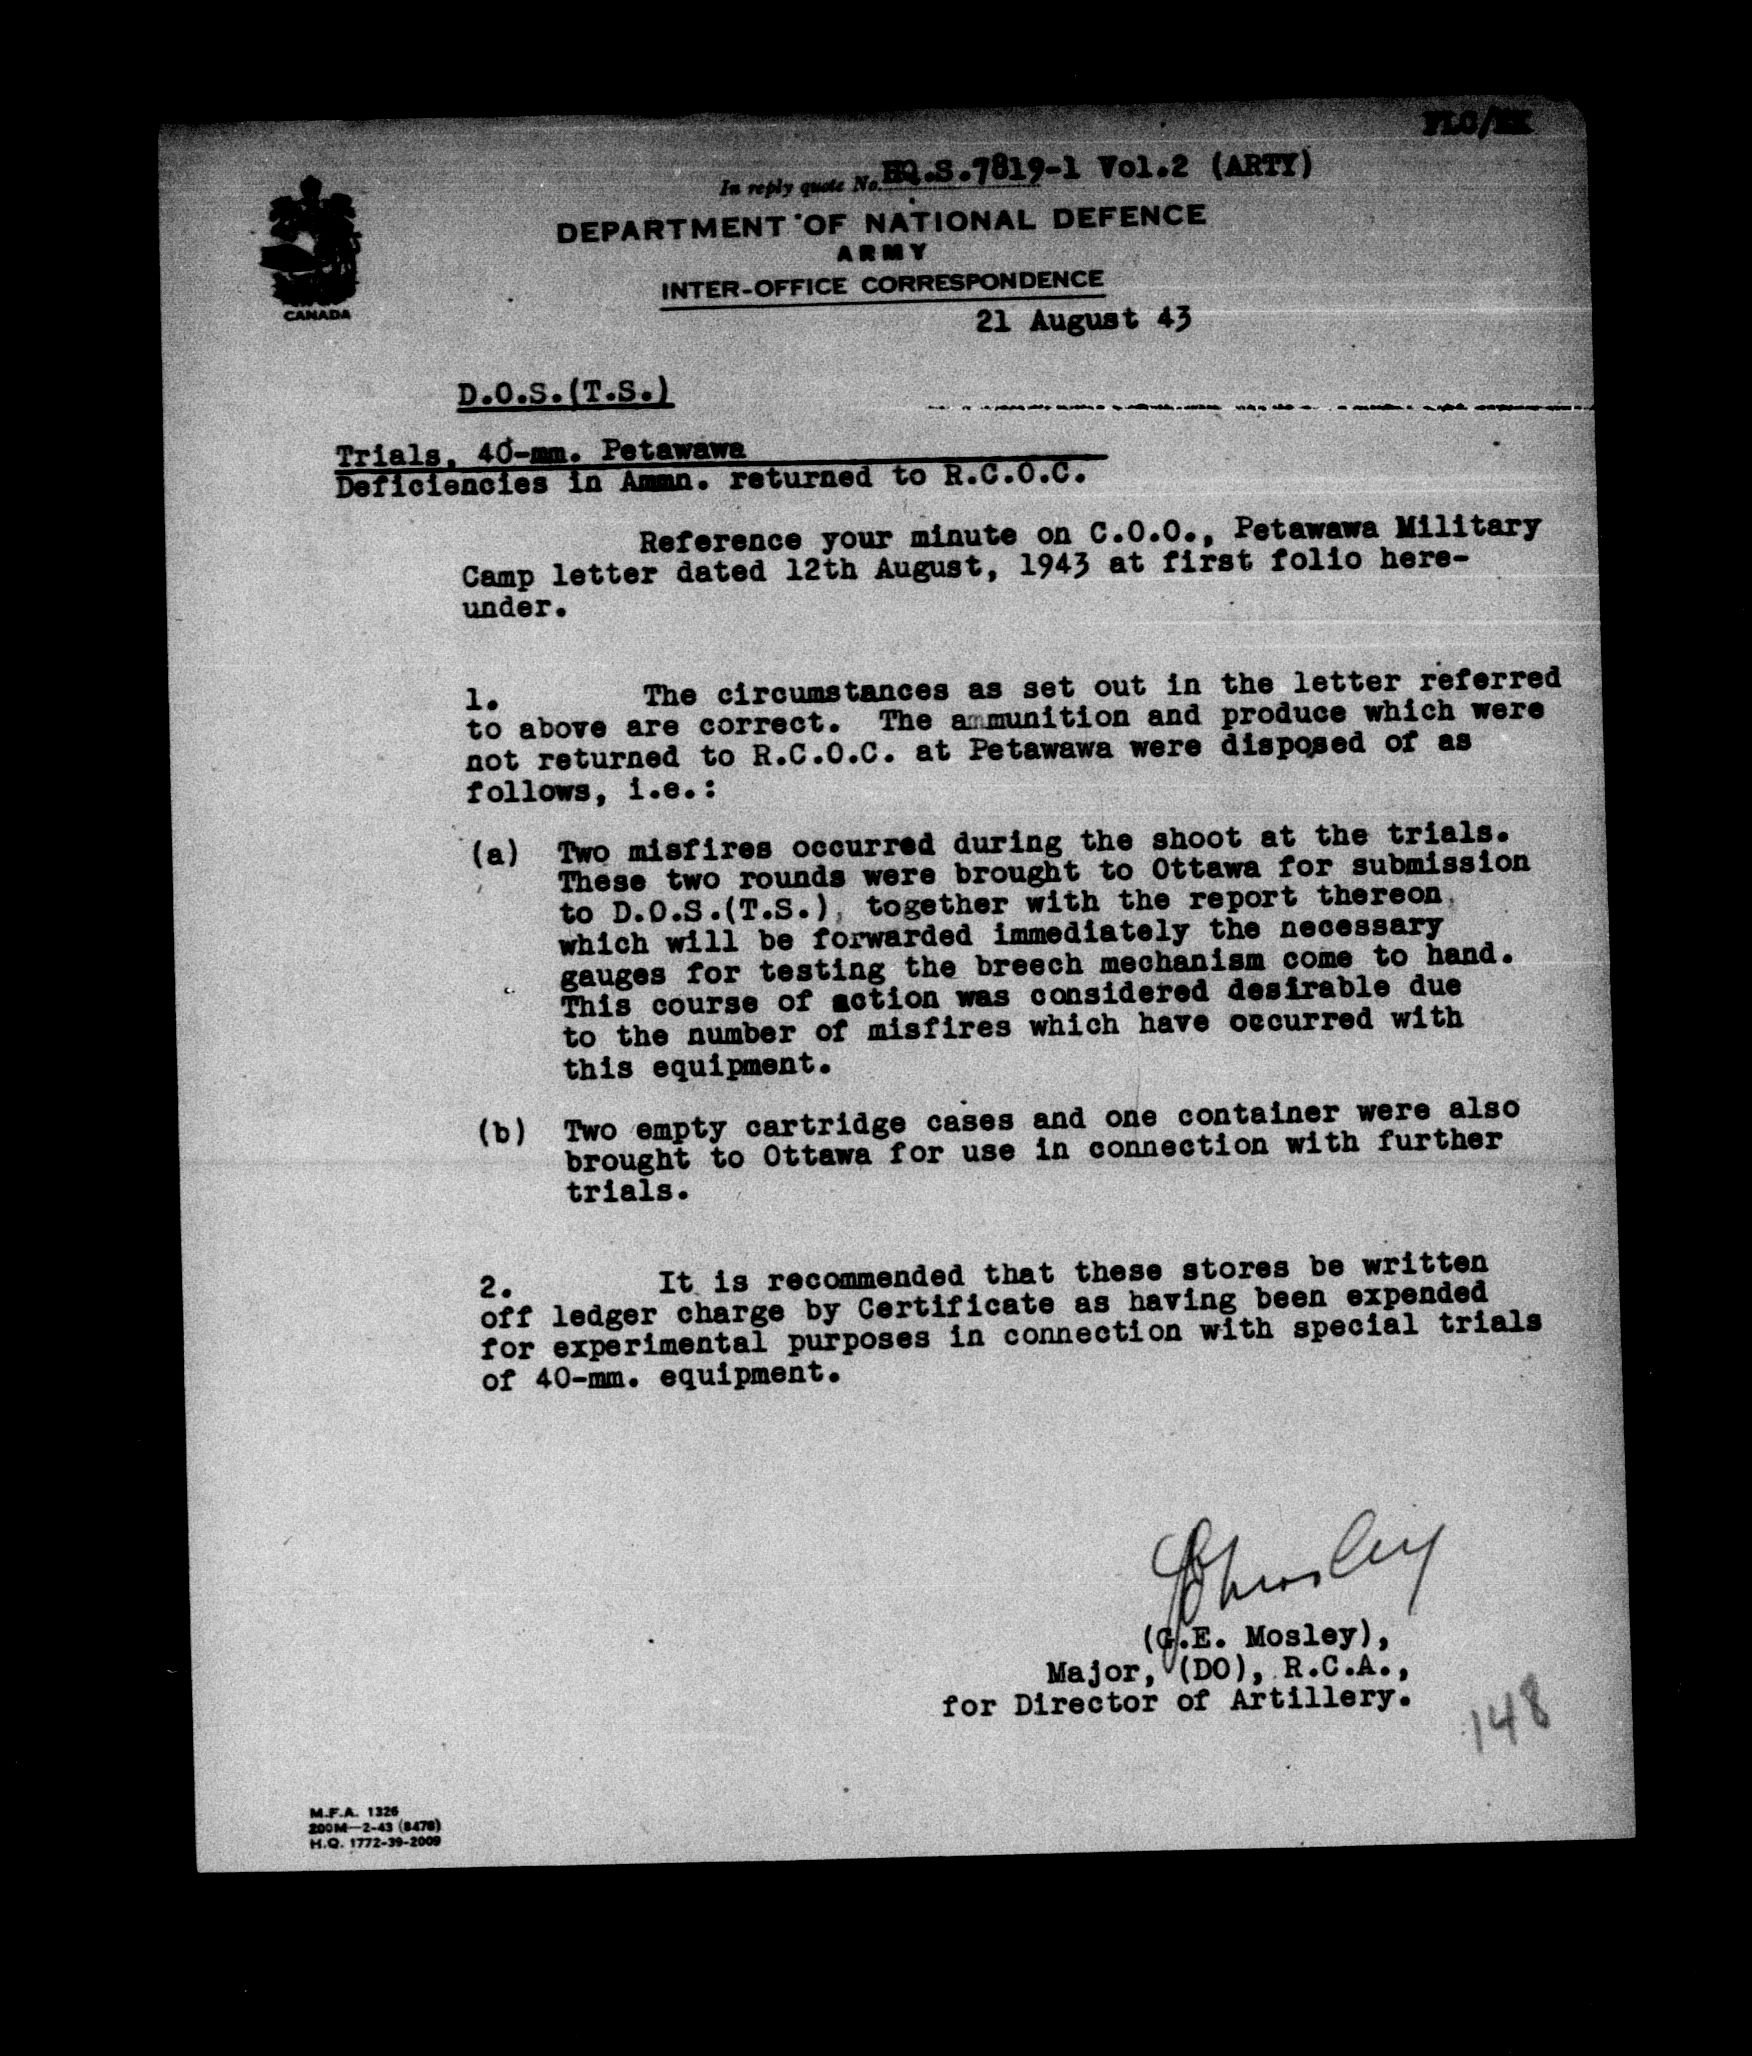 In reply quote No. HQ.S.7819-1 Vol.2 (ARTY)
DEPARTMENT OF NATIONAL DEFENCE
ARMY
INTER-OFFICE CORRESPONDENCE
CANADA
21 August 43
D.O.S.(T.S.)
Trials, 40-mm. Petawawa
Deficiencies in Ammn. returned to R.C.O.C.
Reference your minute on C.O.O., Petawawa Military
Camp letter dated 12th August, 1943 at first folio here-
under.
1. The circumstances as set out in the letter referred
to above are correct. The ammunition and produce which were
not returned to R.C.O.C. at Petawawa were disposed of as
follows, i.e.:
(a) Two misfires occurred during the shoot at the trials.
These two rounds were brought to Ottawa for submission
to D.O.S.(T.S.), together with the report thereon,
which will be forwarded immediately the necessary
gauges for testing the breech mechanism come to hand.
This course of action was considered desirable due
to the number of misfires which have occurred with
this equipment.
(b) Two empty cartridge cases and one container were also
brought to Ottawa for use in connection with further
trials.
2. It is recommended that these stores be written
off ledger charge by Certificate as having been expended
for experimental purposes in connection with special trials
of 40-mm. equipment.
(G.E. Mosley),
Major, (DO), R.C.A.,
for Director of Artillery.
148
M.F.A. 1326
200M—2-43 (8478)
H.Q. 1772-39-2009